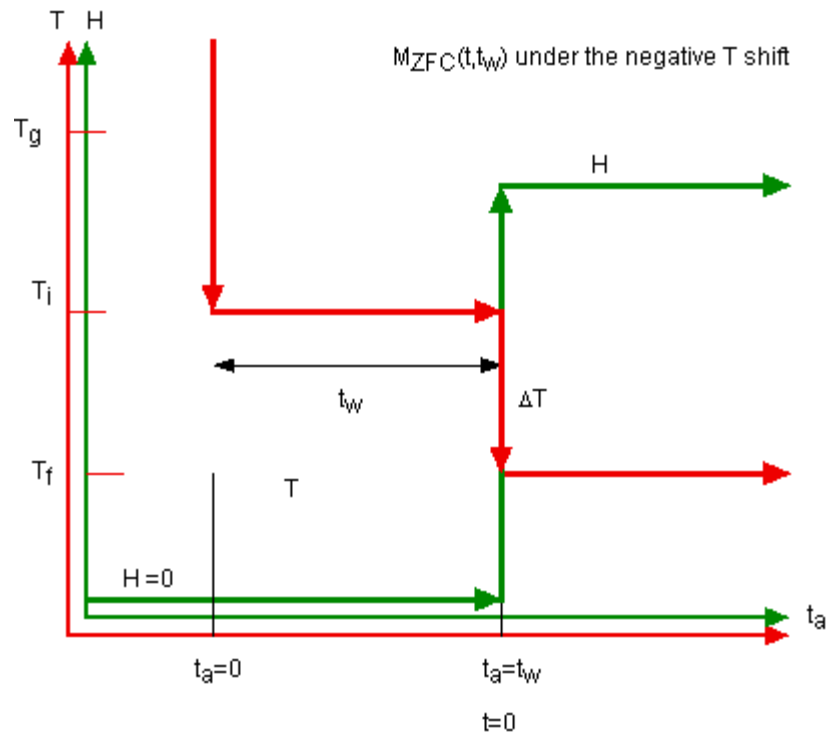 T H
M_ZFC(t,t_w) under the negative T shift
T_g
H
T_i
t_w
ΔT
T_f
T
H =0
t_a
t_a=0
t_a=t_w
t=0